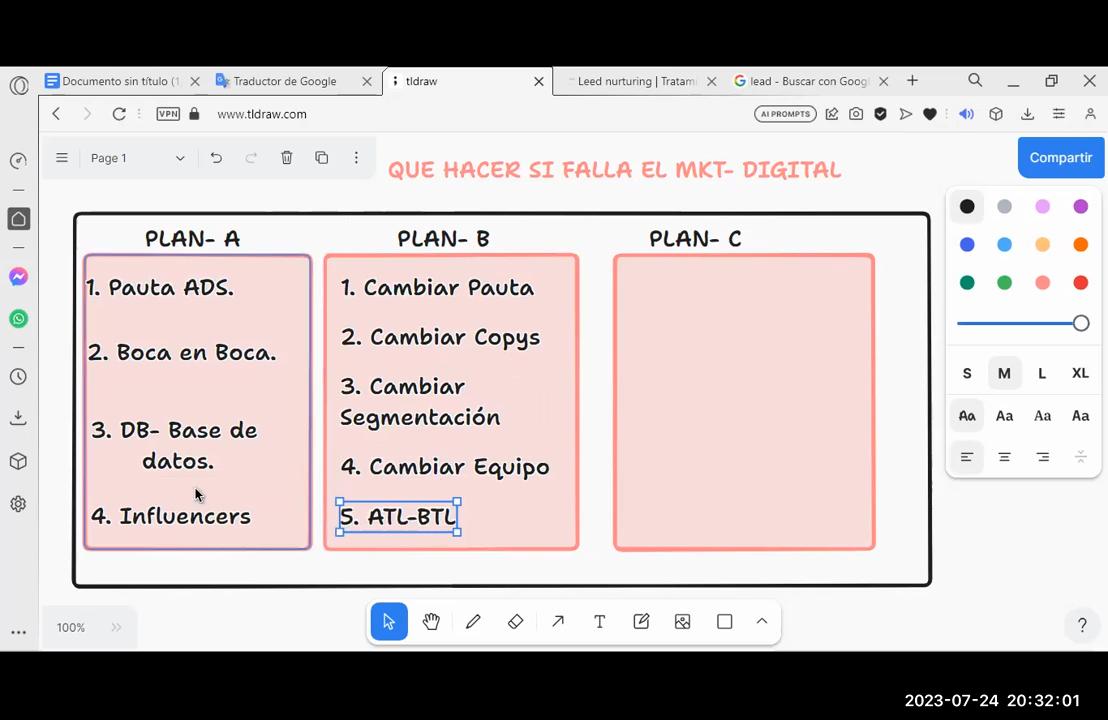 Documento sin título (1
Traductor de Google
tldraw
Leed nurturing | Tratami
lead - Buscar con Googl
VPN
www.tldraw.com
AI PROMPTS
Page 1
QUE HACER SI FALLA EL MKT- DIGITAL
Compartir
PLAN- A
1. Pauta ADS.
2. Boca en Boca.
3. DB- Base de
datos.
4. Influencers
PLAN- B
1. Cambiar Pauta
2. Cambiar Copys
3. Cambiar
Segmentación
4. Cambiar Equipo
5. ATL-BTL
PLAN- C
S M L XL
Aa Aa Aa Aa
100%
?
2023-07-24 20:32:01